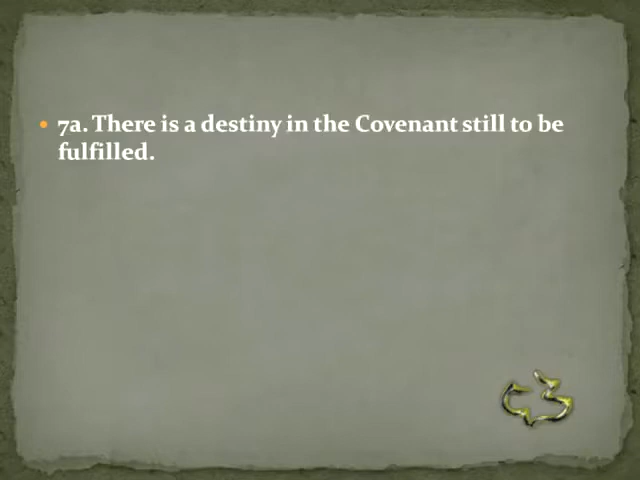 • 7a. There is a destiny in the Covenant still to be
fulfilled.